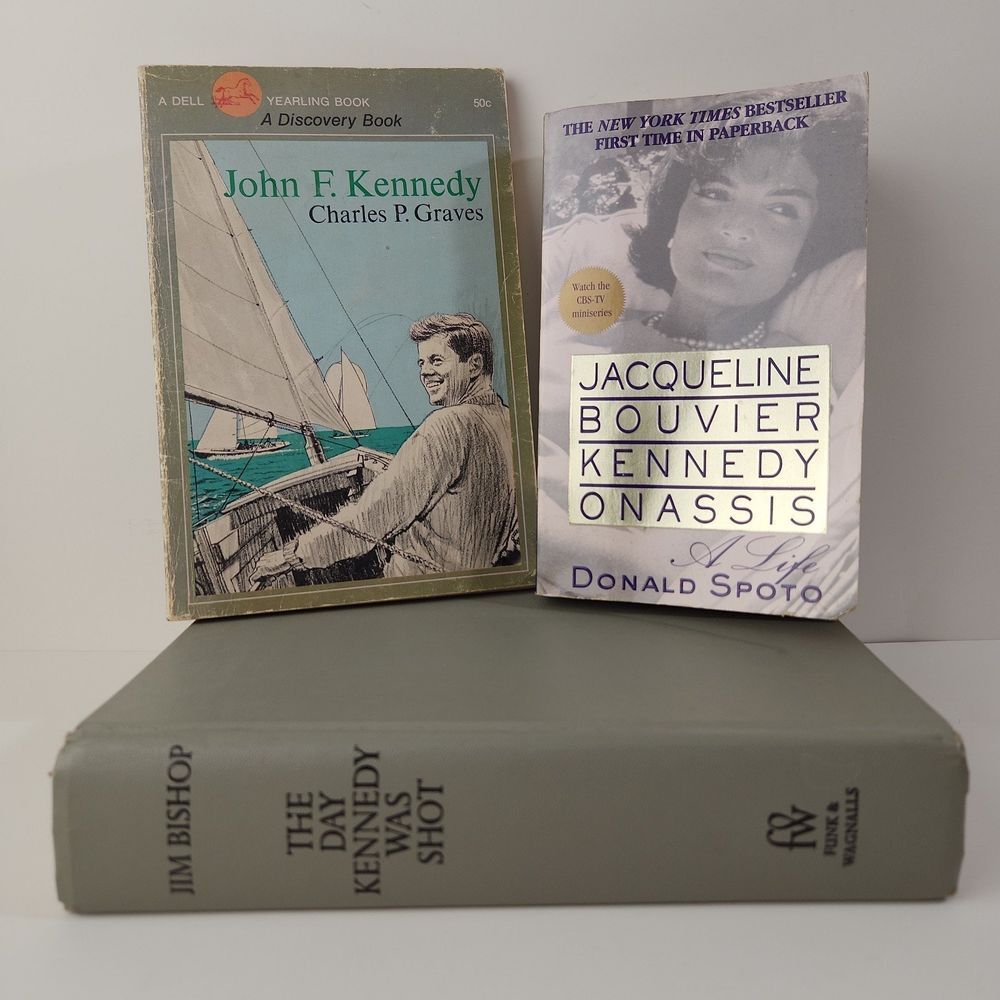 A DELL YEARLING BOOK 50c
A Discovery Book
John F. Kennedy
Charles P. Graves
THE NEW YORK TIMES BESTSELLER
FIRST TIME IN PAPERBACK
Watch the
CBS-TV
miniseries
JACQUELINE
BOUVIER
KENNEDY
ONASSIS
A Life
DONALD SPOTO
JIM BISHOP
THE
DAY
KENNEDY
WAS
SHOT
fw
FUNK &
WAGNALLS